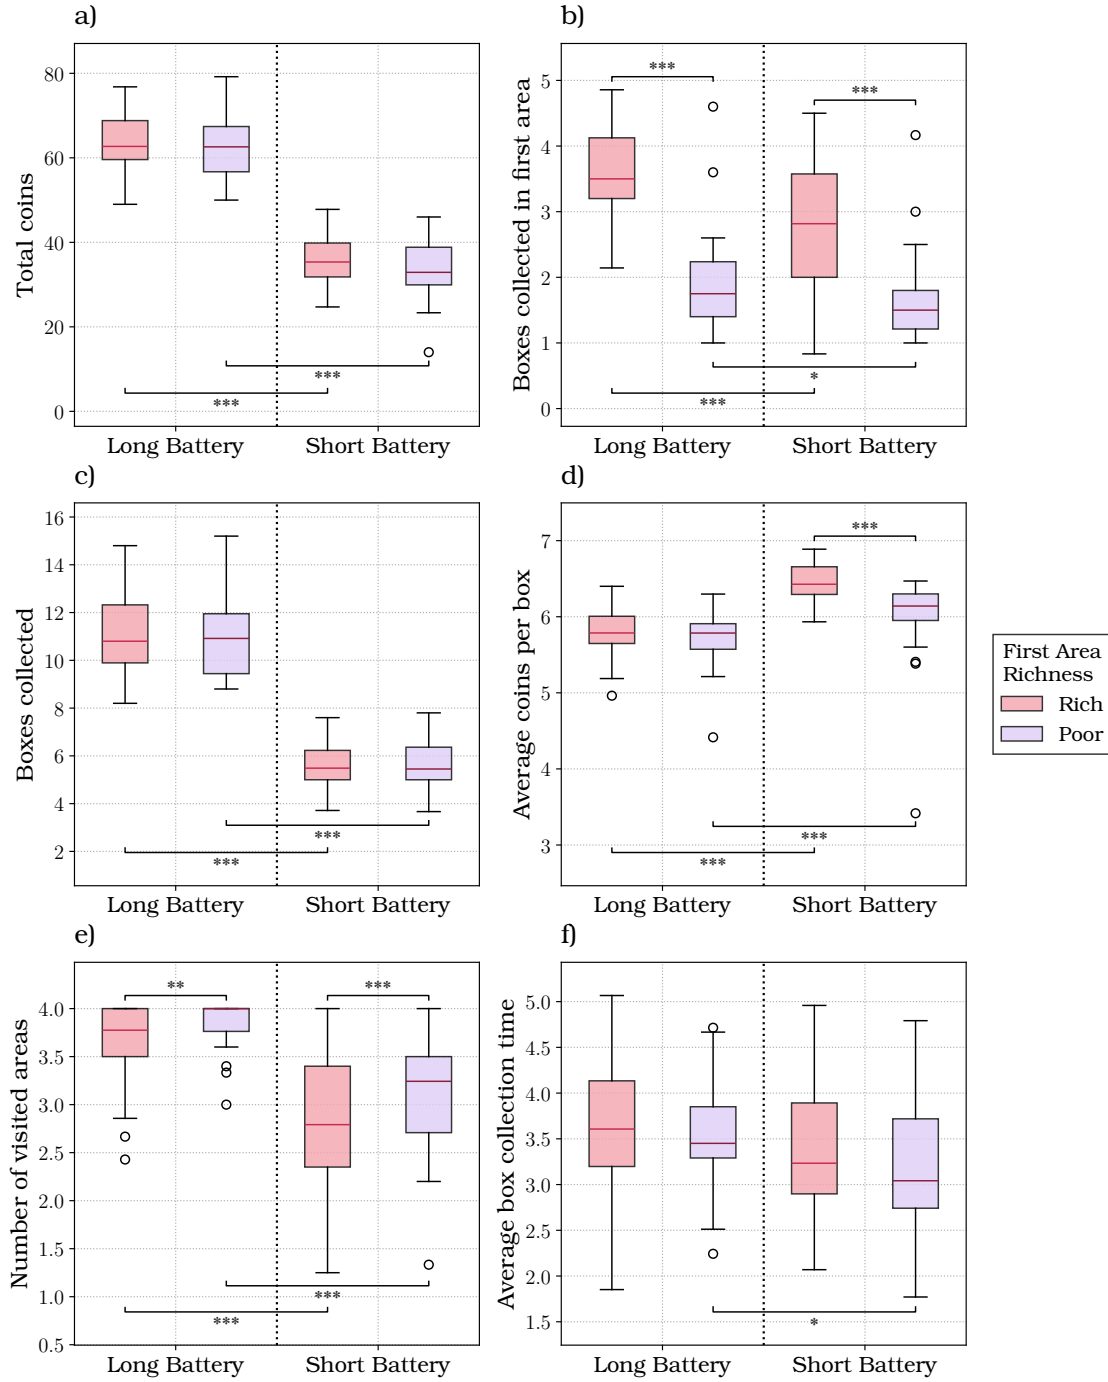 a)
Total coins
80
60
40
20
0
***
***
Long Battery
Short Battery
b)
Boxes collected in first area
5
4
3
2
1
0
***
***
*
***
Long Battery
Short Battery
c)
Boxes collected
16
14
12
10
8
6
4
2
***
***
Long Battery
Short Battery
d)
Average coins per box
7
6
5
4
3
***
***
***
Long Battery
Short Battery
First Area
Richness
Rich
Poor
e)
Number of visited areas
4.0
3.5
3.0
2.5
2.0
1.5
1.0
0.5
**
***
***
***
Long Battery
Short Battery
f)
Average box collection time
5.0
4.5
4.0
3.5
3.0
2.5
2.0
1.5
*
Long Battery
Short Battery